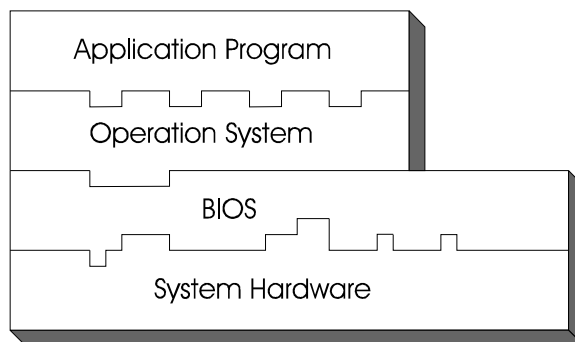 Application Program
Operation System
BIOS
System Hardware